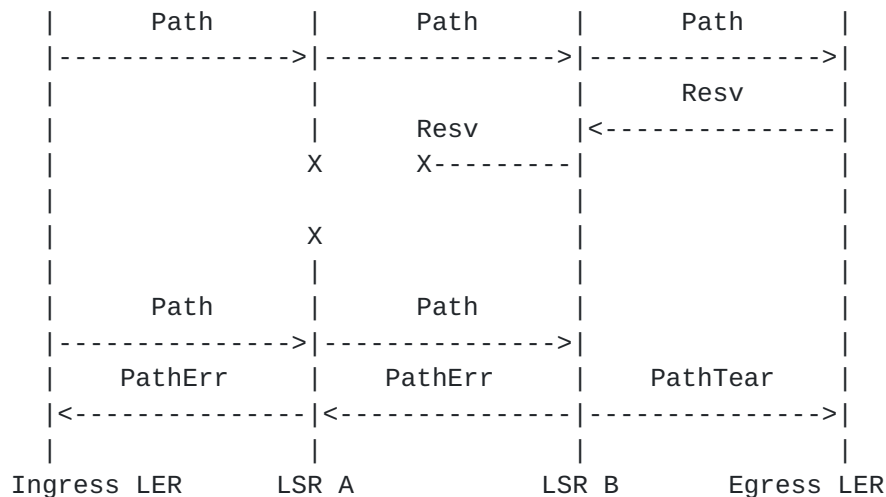 Path Path Path
Resv
Resv
X X
X
Path Path
PathErr PathErr PathTear
Ingress LER LSR A LSR B Egress LER